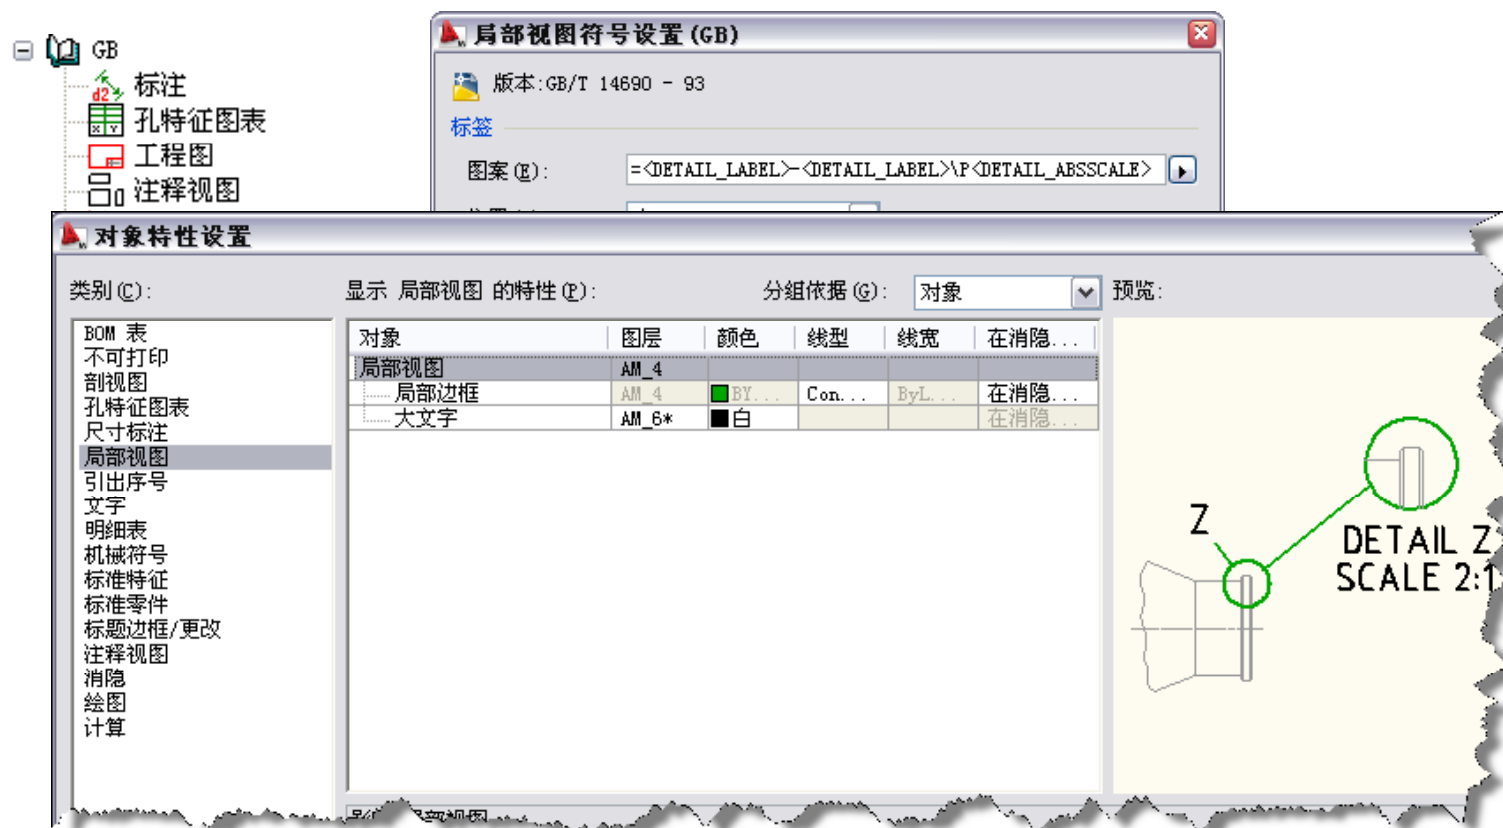 GB
标注
孔特征图表
工程图
注释视图
局部视图符号设置(GB)
版本:GB/T 14690 - 93
标签
图案(E):
=<DETAIL_LABEL>-<DETAIL_LABEL>\P<DETAIL_ABSSCALE>
对象特性设置
类别(C):
BOM 表
不可打印
剖视图
孔特征图表
尺寸标注
局部视图
引出序号
文字
明细表
机械符号
标准特征
标准零件
标题边框/更改
注释视图
消隐
绘图
计算
显示 局部视图 的特性(P):
分组依据(G):
对象
对象 图层 颜色 线型 线宽 在消隐...
局部视图 AM_4
局部边框 AM_4 BY... Con... ByL... 在消隐...
大文字 AM_6* 白 在消隐...
预览:
Z
DETAIL Z
SCALE 2:1